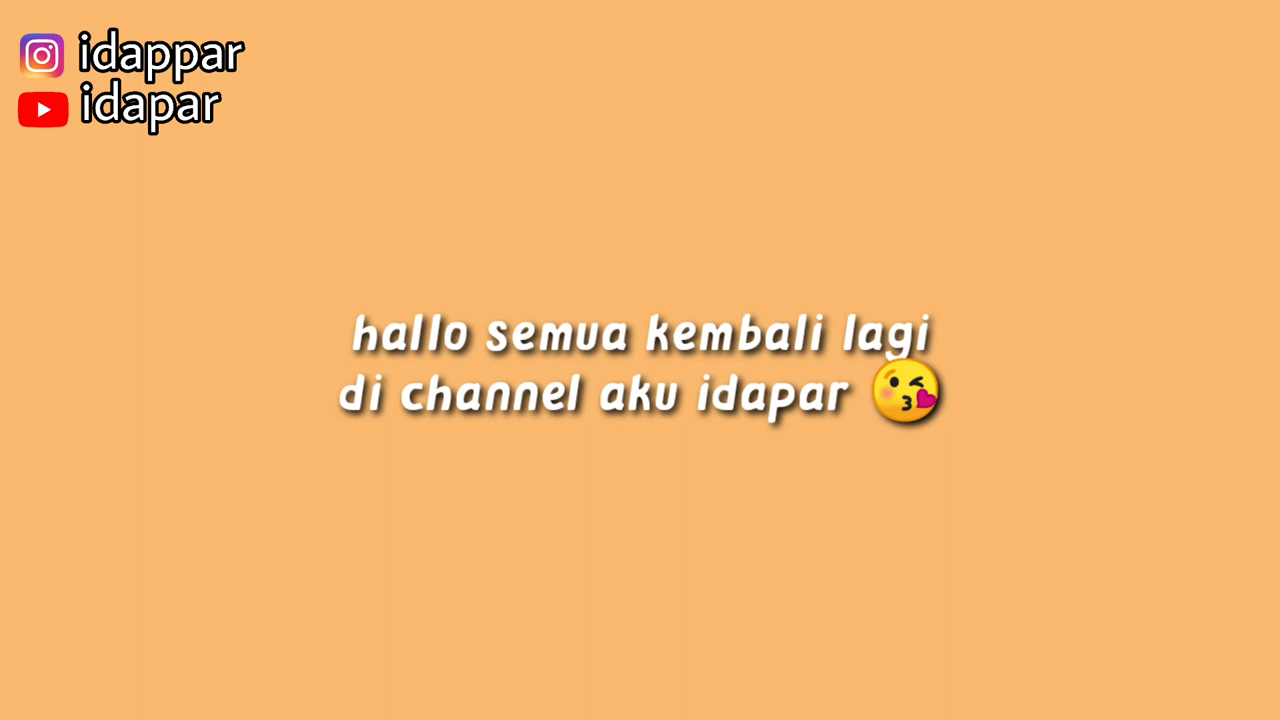 idappar
idapar
hallo semua kembali lagi
di channel aku idapar 😘